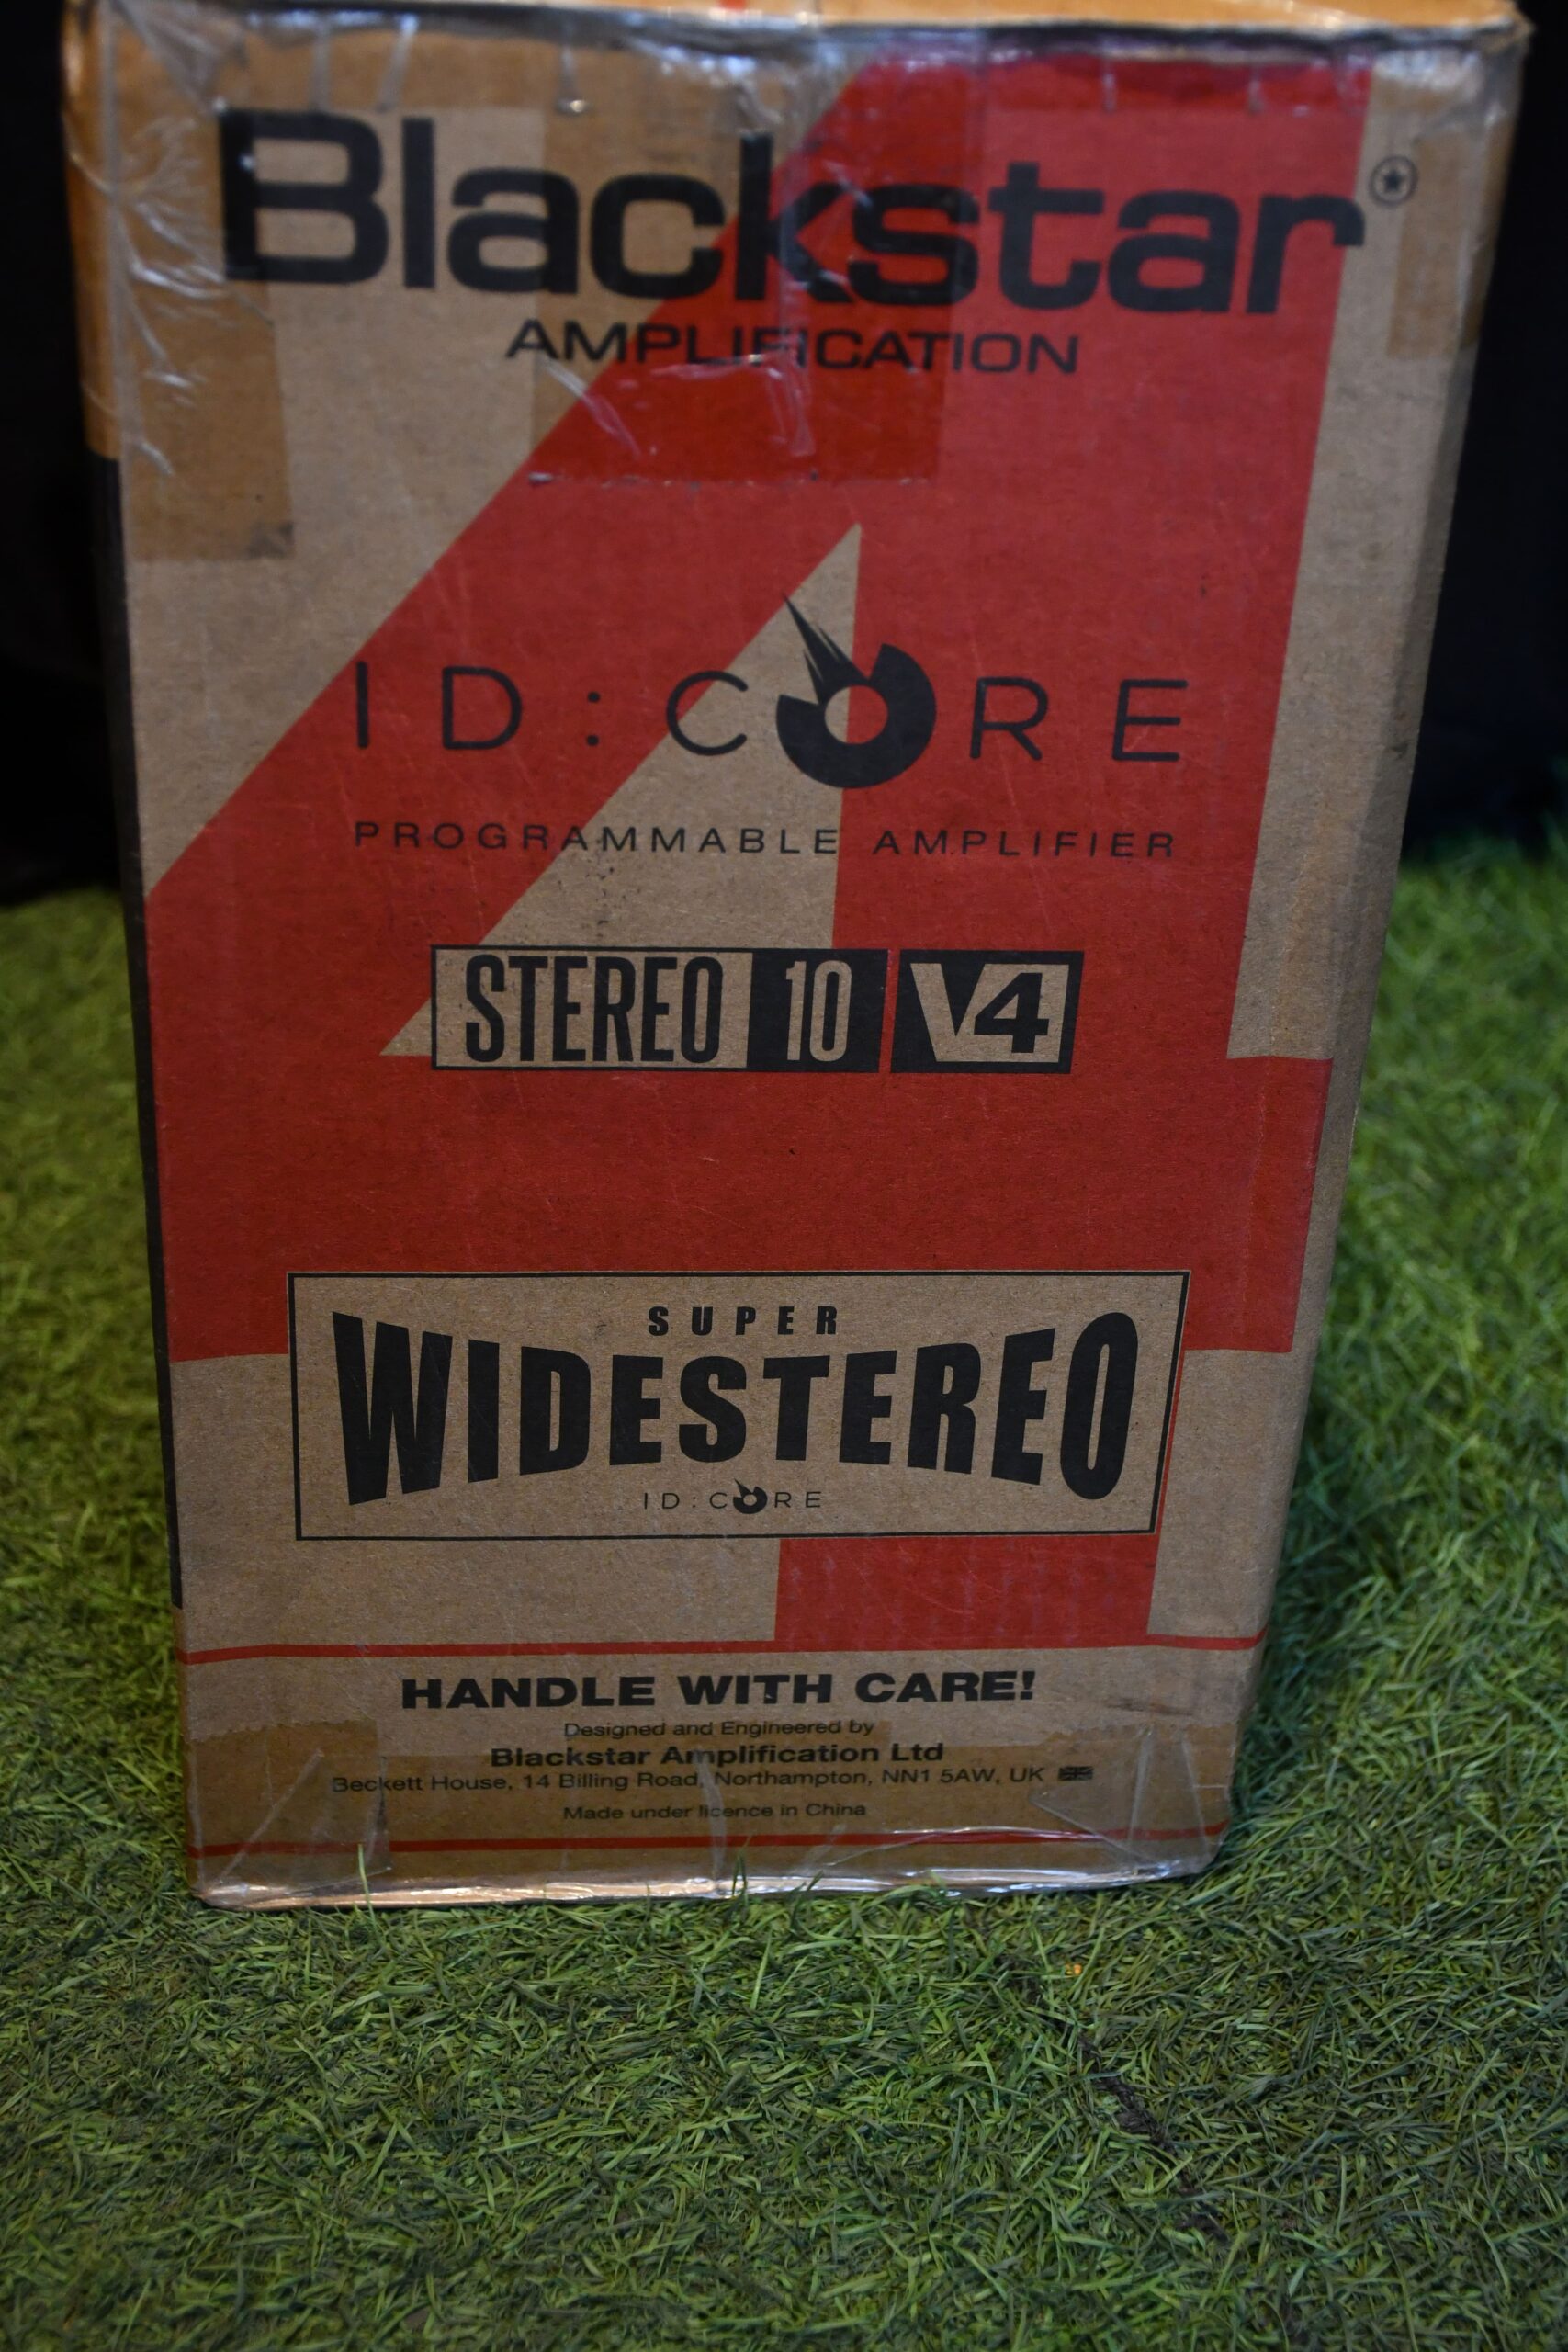 Blackstar
AMPLIFICATION
ID:CORE
PROGRAMMABLE AMPLIFIER
STEREO 10 V4
SUPER
WIDESTEREO
ID:CORE
HANDLE WITH CARE!
Designed and Engineered by
Blackstar Amplification Ltd
Beckett House, 14 Billing Road, Northampton, NN1 5AW, UK
Made under licence in China